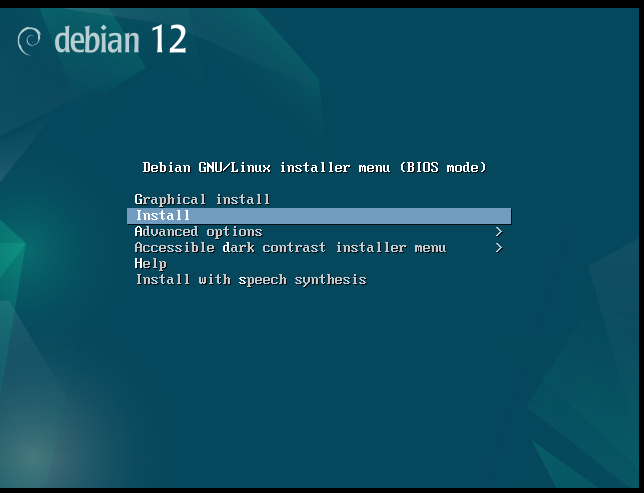 debian 12
Debian GNU/Linux installer menu (BIOS mode)
Graphical install
Install
Advanced options >
Accessible dark contrast installer menu >
Help
Install with speech synthesis